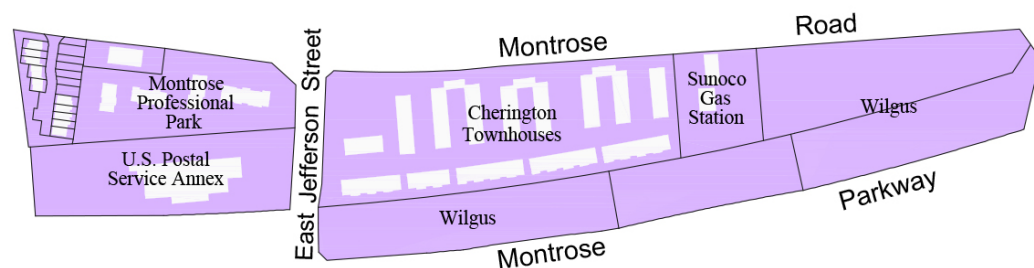 Montrose
Road
Montrose
Professional
Park
U.S. Postal
Service Annex
East Jefferson Street
Cherington
Townhouses
Sunoco
Gas
Station
Wilgus
Wilgus
Montrose
Parkway